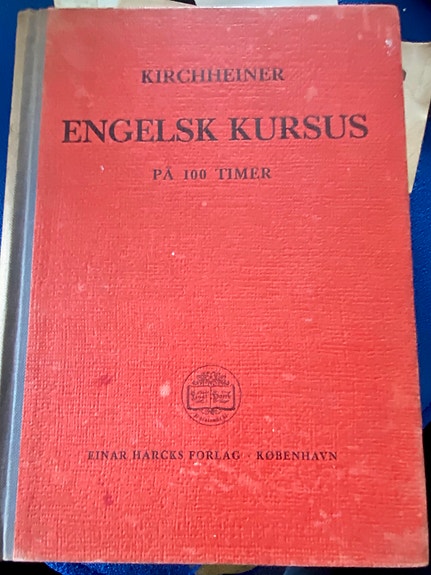 KIRCHHEINER
ENGELSK KURSUS
PÅ 100 TIMER
EINAR HARCKS FORLAG · KØBENHAVN